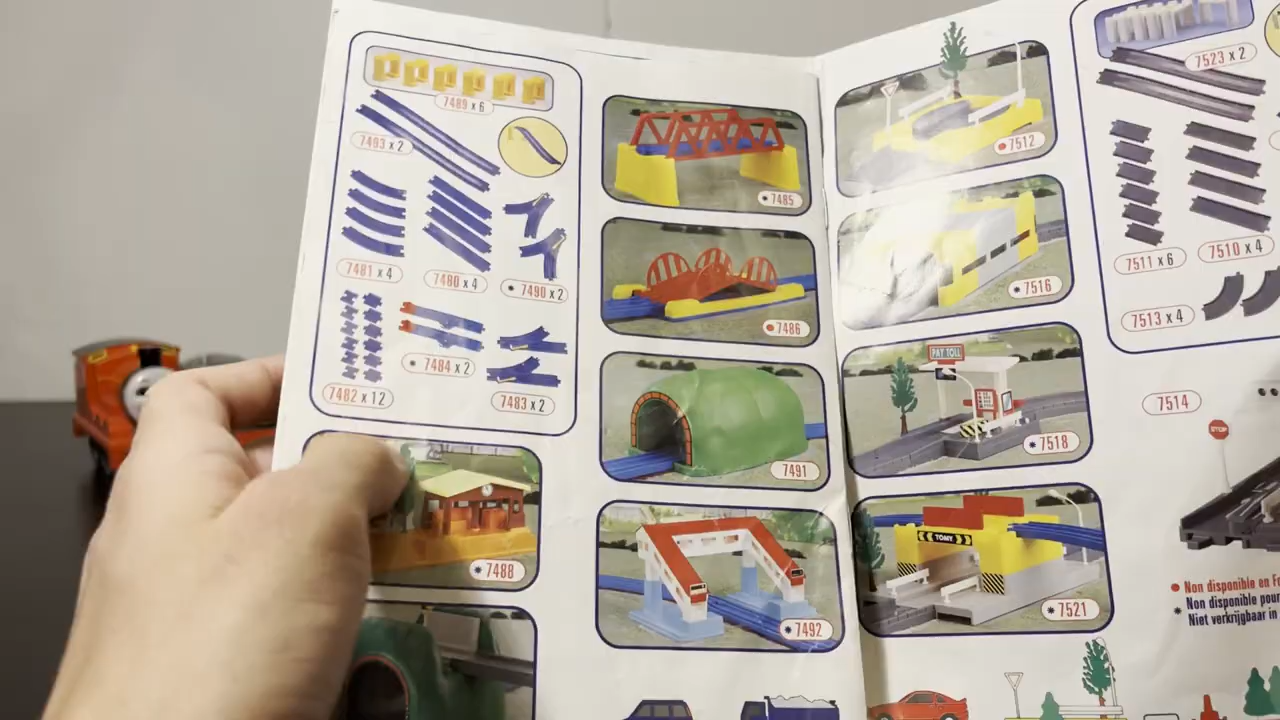 7489 x 6
7493 x 2
7481 x 4
7480 x 4
7490 x 2
7482 x 12
7484 x 2
7483 x 2
7488
7485
7486
7491
7492
7512
7516
PAY TOLL
7518
TOMY
7521
7523 x 2
7511 x 6
7510 x 4
7513 x 4
7514
STOP
Non disponible en
Non disponible pour
Niet verkrijgbaar in